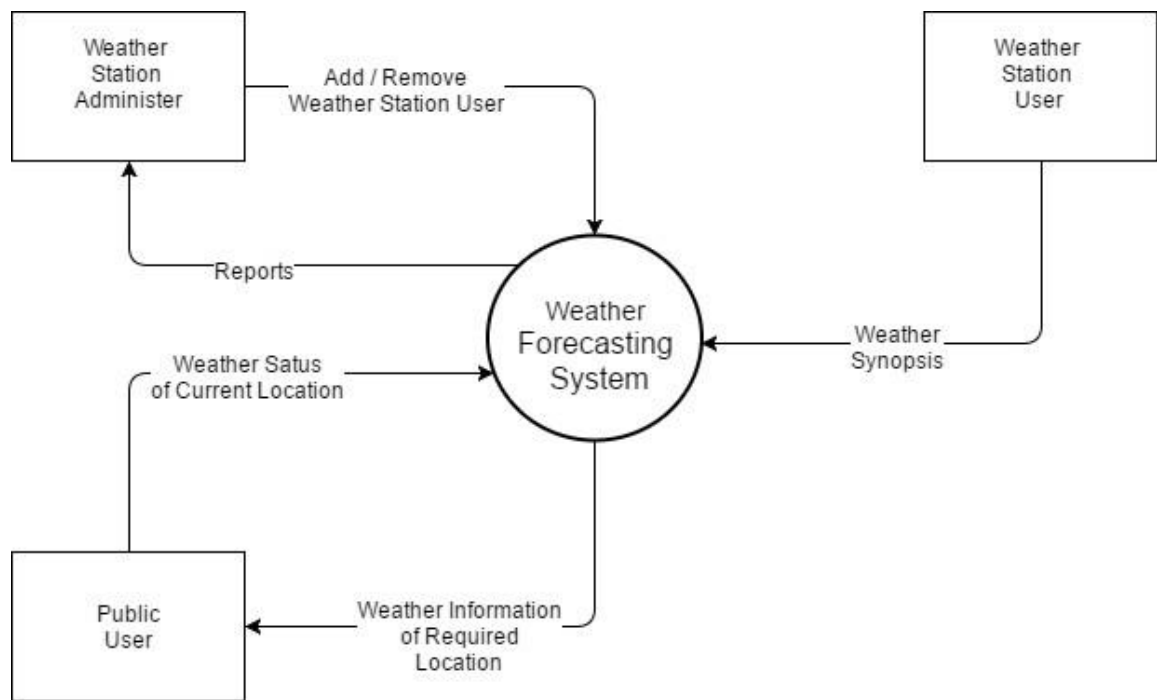 Weather
Station
Administer
Add / Remove
Weather Station User
Weather
Station
User
Reports
Weather
Forecasting
System
Weather
Synopsis
Weather Satus
of Current Location
Public
User
Weather Information
of Required
Location